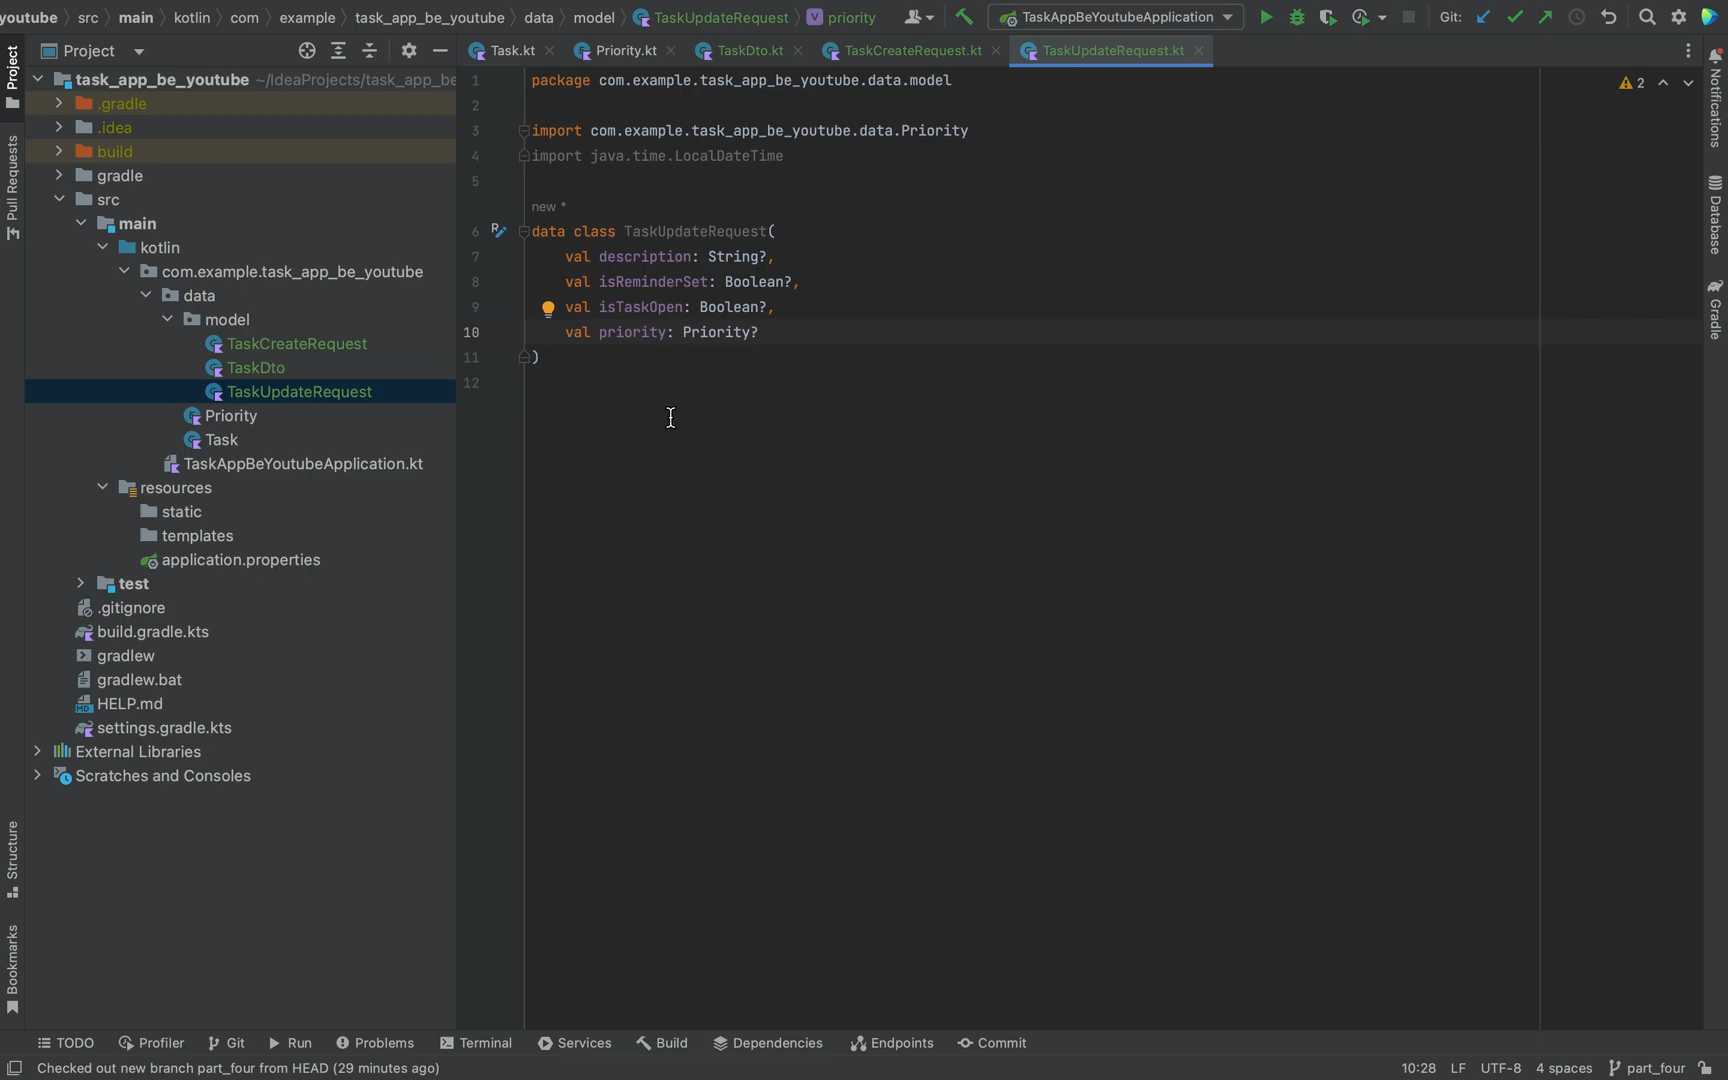 youtube  src  main  kotlin  com  example  task_app_be_youtube  data  model  TaskUpdateRequest  priority  TaskAppBeYoutubeApplication  Git:
Project  Task.kt  Priority.kt  TaskDto.kt  TaskCreateRequest.kt  TaskUpdateRequest.kt
Project
Pull Requests
Structure
Bookmarks
task_app_be_youtube ~/IdeaProjects/task_app_be
.gradle
.idea
build
gradle
src
main
kotlin
com.example.task_app_be_youtube
data
model
TaskCreateRequest
TaskDto
TaskUpdateRequest
Priority
Task
TaskAppBeYoutubeApplication.kt
resources
static
templates
application.properties
test
.gitignore
build.gradle.kts
gradlew
gradlew.bat
HELP.md
settings.gradle.kts
External Libraries
Scratches and Consoles
1 package com.example.task_app_be_youtube.data.model
2
3 import com.example.task_app_be_youtube.data.Priority
4 import java.time.LocalDateTime
5
new *
6 data class TaskUpdateRequest(
7 val description: String?,
8 val isReminderSet: Boolean?,
9 val isTaskOpen: Boolean?,
10 val priority: Priority?
11 )
12
2
Notifications
Database
Gradle
TODO  Profiler  Git  Run  Problems  Terminal  Services  Build  Dependencies  Endpoints  Commit
Checked out new branch part_four from HEAD (29 minutes ago)  10:28  LF  UTF-8  4 spaces  part_four